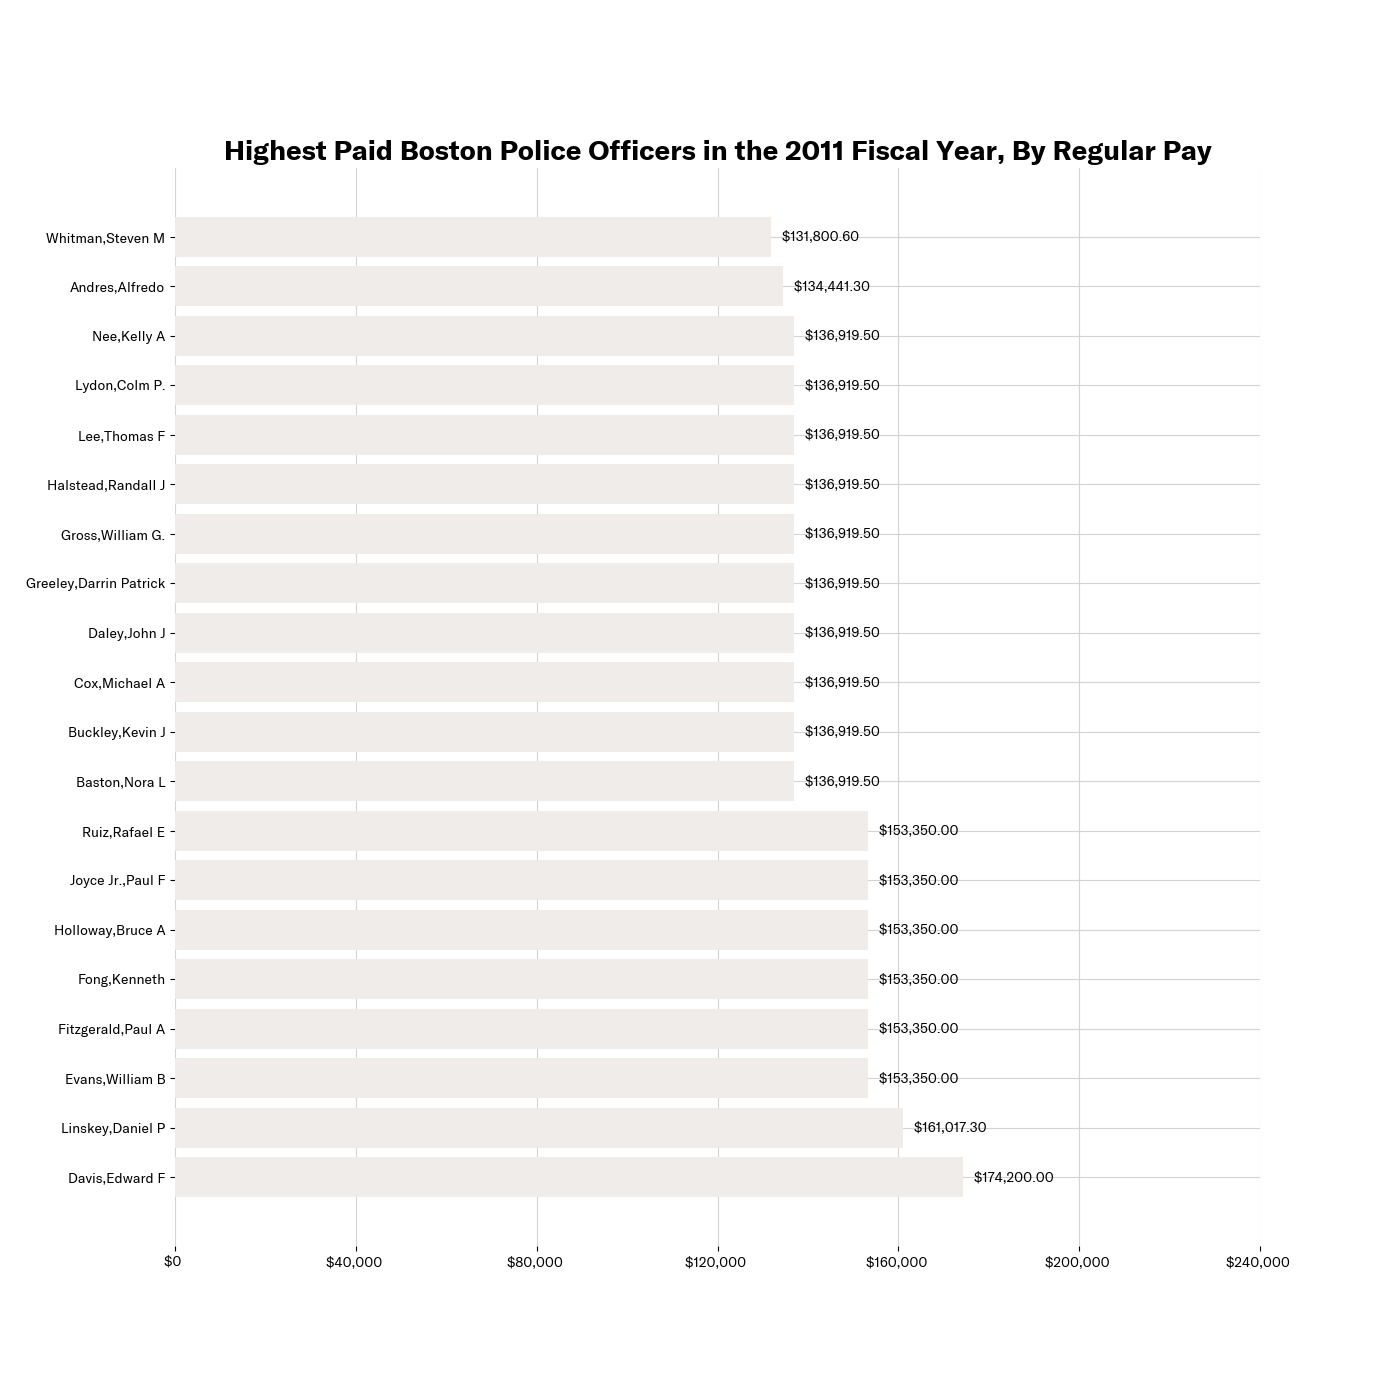 Highest Paid Boston Police Officers in the 2011 Fiscal Year, By Regular Pay
Whitman,Steven M $131,800.60
Andres,Alfredo $134,441.30
Nee,Kelly A $136,919.50
Lydon,Colm P. $136,919.50
Lee,Thomas F $136,919.50
Halstead,Randall J $136,919.50
Gross,William G. $136,919.50
Greeley,Darrin Patrick $136,919.50
Daley,John J $136,919.50
Cox,Michael A $136,919.50
Buckley,Kevin J $136,919.50
Baston,Nora L $136,919.50
Ruiz,Rafael E $153,350.00
Joyce Jr.,Paul F $153,350.00
Holloway,Bruce A $153,350.00
Fong,Kenneth $153,350.00
Fitzgerald,Paul A $153,350.00
Evans,William B $153,350.00
Linskey,Daniel P $161,017.30
Davis,Edward F $174,200.00
$0 $40,000 $80,000 $120,000 $160,000 $200,000 $240,000